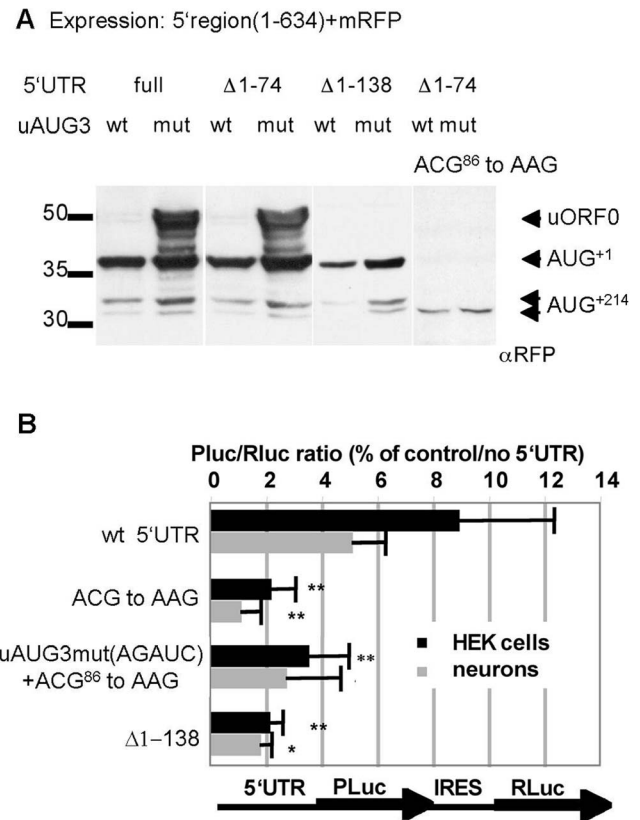 A Expression: 5'region(1-634)+mRFP
5'UTR full Δ1-74 Δ1-138 Δ1-74
uAUG3 wt mut wt mut wt mut wt mut
ACG⁸⁶ to AAG
50
35
30
uORF0
AUG⁺¹
AUG⁺²¹⁴
αRFP
B
Pluc/Rluc ratio (% of control/no 5'UTR)
0 2 4 6 8 10 12 14
wt 5'UTR
ACG to AAG
**
**
uAUG3mut(AGAUC)
+ACG⁸⁶ to AAG
**
HEK cells
neurons
Δ1-138
**
*
5'UTR PLuc IRES RLuc